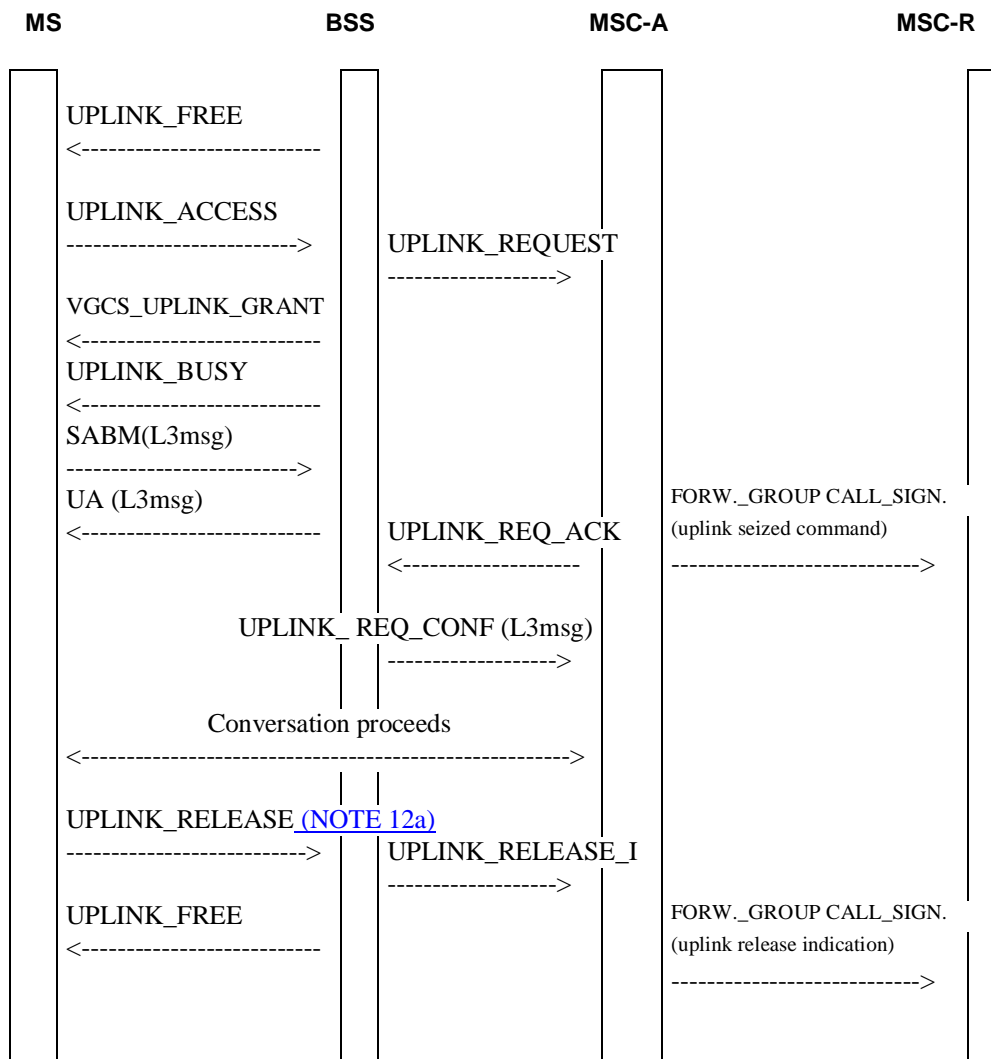 MS BSS MSC-A MSC-R
UPLINK_FREE
<---------------------------
UPLINK_ACCESS
-------------------------->
UPLINK_REQUEST
------------------->
VGCS_UPLINK_GRANT
<---------------------------
UPLINK_BUSY
<---------------------------
SABM(L3msg)
-------------------------->
UA (L3msg)
<---------------------------
FORW._GROUP CALL_SIGN.
(uplink seized command)
---------------------------->
UPLINK_REQ_ACK
<--------------------
UPLINK_ REQ_CONF (L3msg)
------------------->
Conversation proceeds
<------------------------------------------------------->
UPLINK_RELEASE (NOTE 12a)
--------------------------->
UPLINK_RELEASE_I
------------------->
UPLINK_FREE
<---------------------------
FORW._GROUP CALL_SIGN.
(uplink release indication)
---------------------------->